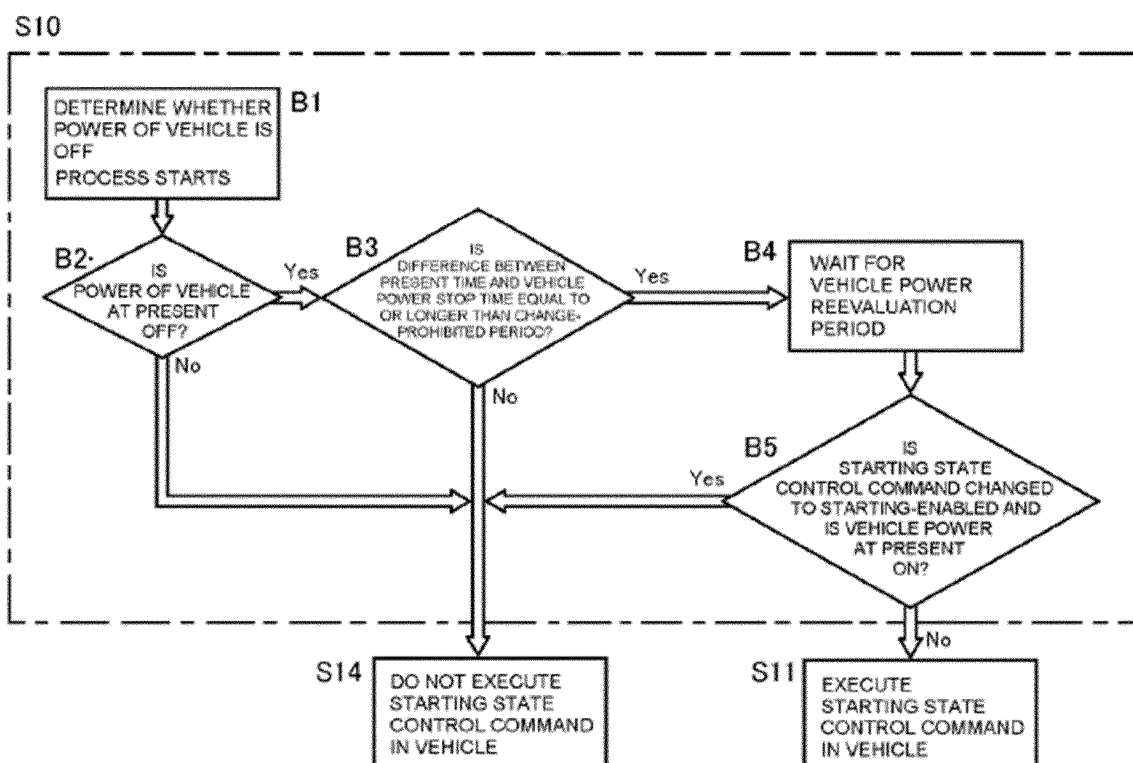 S10
B1
DETERMINE WHETHER
POWER OF VEHICLE IS
OFF
PROCESS STARTS
B2
IS
POWER OF VEHICLE
AT PRESENT
OFF?
Yes
No
B3
IS
DIFFERENCE BETWEEN
PRESENT TIME AND VEHICLE
POWER STOP TIME EQUAL TO
OR LONGER THAN CHANGE-
PROHIBITED PERIOD?
Yes
No
B4
WAIT FOR
VEHICLE POWER
REEVALUATION
PERIOD
B5
IS
STARTING STATE
CONTROL COMMAND CHANGED
TO STARTING-ENABLED AND
IS VEHICLE POWER
AT PRESENT
ON?
Yes
No
S14
DO NOT EXECUTE
STARTING STATE
CONTROL COMMAND
IN VEHICLE
S11
EXECUTE
STARTING STATE
CONTROL COMMAND
IN VEHICLE